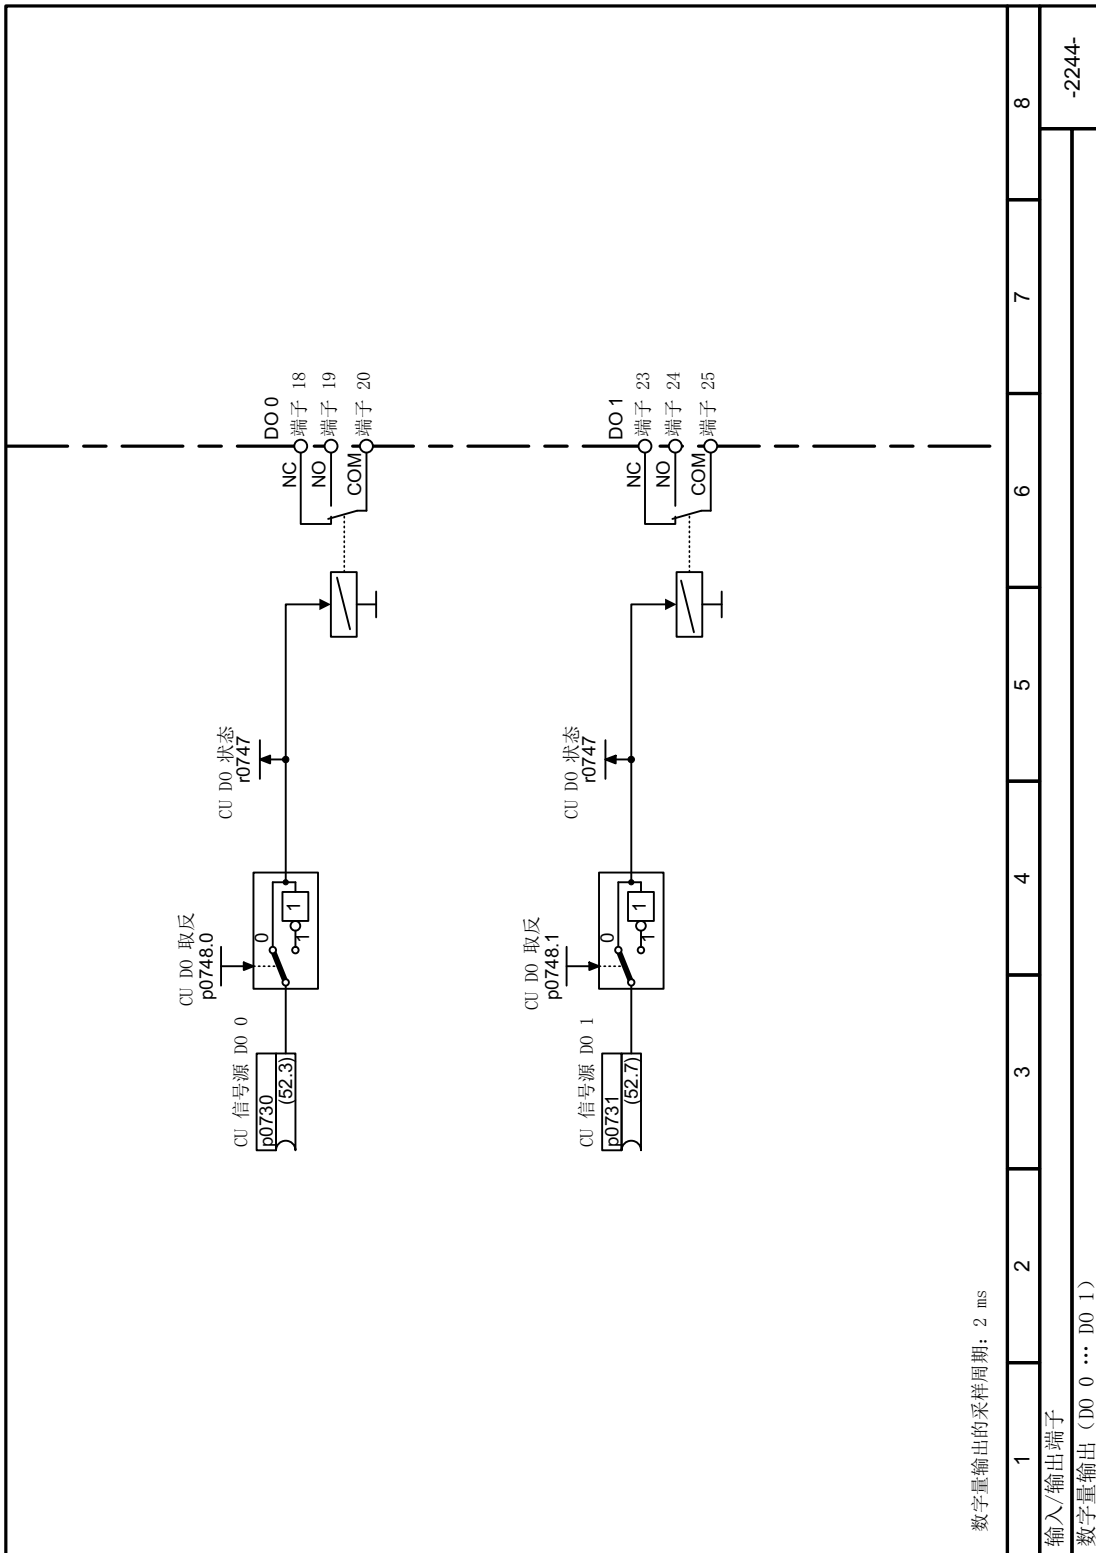 CU 信号源 DO 0
p0730
(52.3)
CU DO 取反
p0748.0
0
1
1
CU DO 状态
r0747
DO 0
NC
端子 18
NO
端子 19
COM
端子 20
CU 信号源 DO 1
p0731
(52.7)
CU DO 取反
p0748.1
0
1
1
CU DO 状态
r0747
DO 1
NC
端子 23
NO
端子 24
COM
端子 25
数字量输出的采样周期: 2 ms
1 2 3 4 5 6 7 8
输入/输出端子
-2244-
数字量输出 (DO 0 ... DO 1)